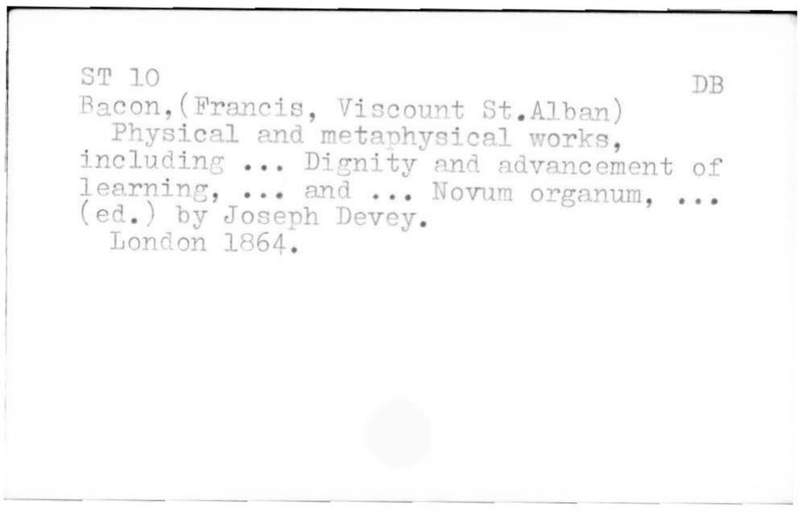 ST 10 DB
Bacon,(Francis, Viscount St.Alban)
Physical and metaphysical works,
including ... Dignity and advancement of
learning, ... and ... Novum organum, ...
(ed.) by Joseph Devey.
London 1864.